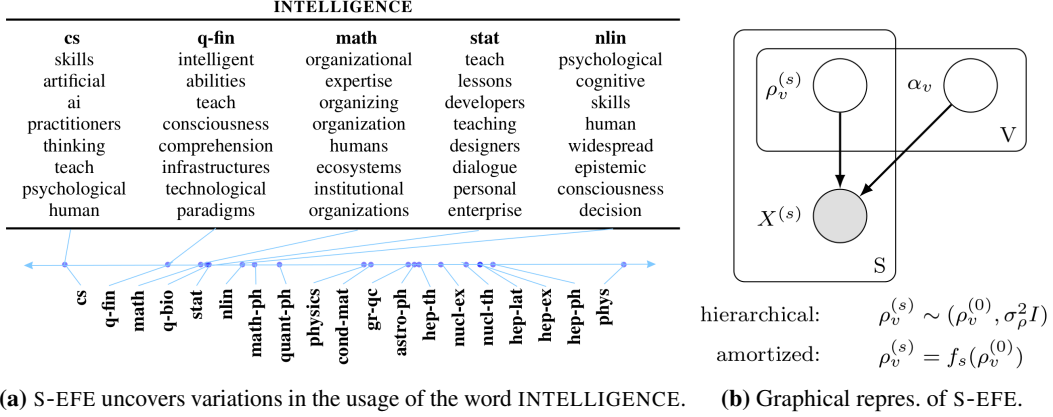 INTELLIGENCE
cs q-fin math stat nlin
skills intelligent organizational teach psychological
artificial abilities expertise lessons cognitive
ai teach organizing developers skills
practitioners consciousness organization teaching human
thinking comprehension humans designers widespread
teach infrastructures ecosystems dialogue epistemic
psychological technological institutional personal consciousness
human paradigms organizations enterprise decision
cs
q-fin
math
q-bio
stat
nlin
math-ph
quant-ph
physics
cond-mat
gr-qc
astro-ph
hep-th
nucl-ex
nucl-th
hep-lat
hep-ex
hep-ph
phys
(a) S-EFE uncovers variations in the usage of the word INTELLIGENCE.
ρ_v^{(s)} α_v
V
X^{(s)}
S
hierarchical: ρ_v^{(s)} ∼ (ρ_v^{(0)}, σ_ρ^2 I)
amortized: ρ_v^{(s)} = f_s(ρ_v^{(0)})
(b) Graphical repres. of S-EFE.